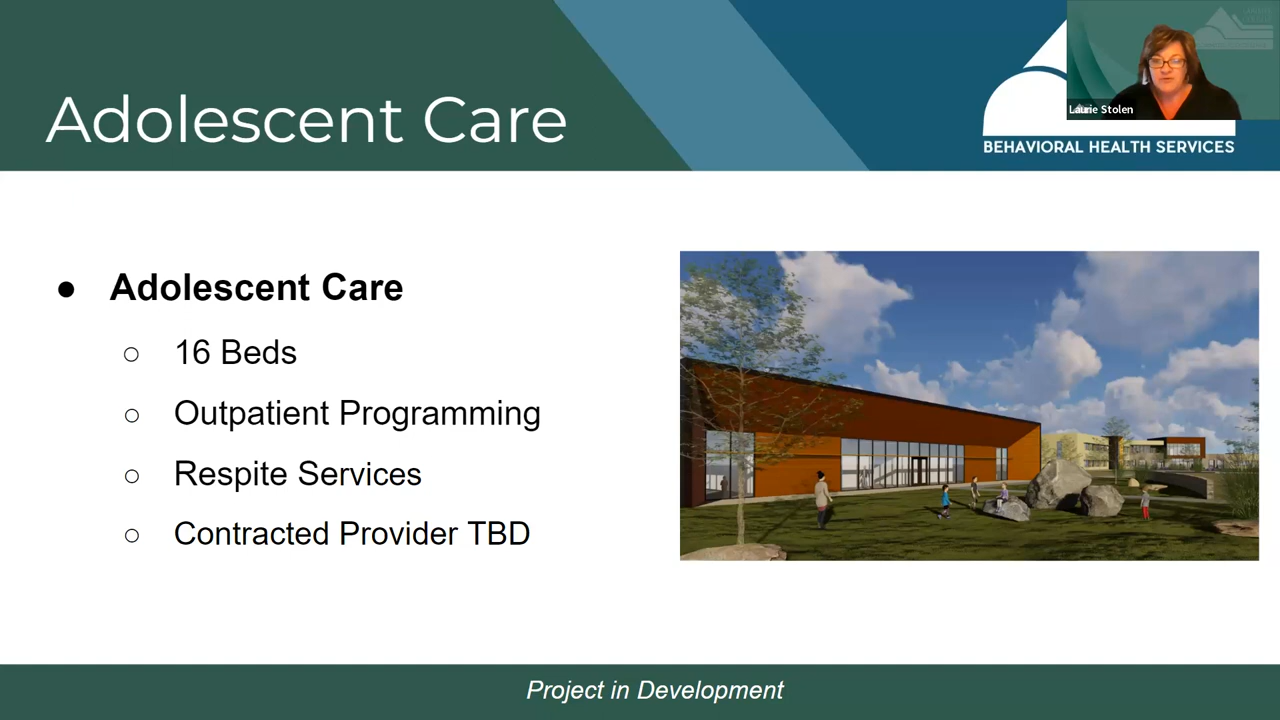 Adolescent Care
Laurie Stolen
BEHAVIORAL HEALTH SERVICES
● Adolescent Care
○ 16 Beds
○ Outpatient Programming
○ Respite Services
○ Contracted Provider TBD
Project in Development